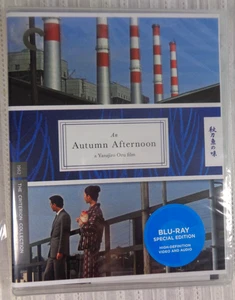 An
Autumn Afternoon
a Yasujiro Ozu film
秋刀魚の味
THE CRITERION COLLECTION
BLU-RAY
SPECIAL EDITION
HIGH-DEFINITION
VIDEO AND AUDIO